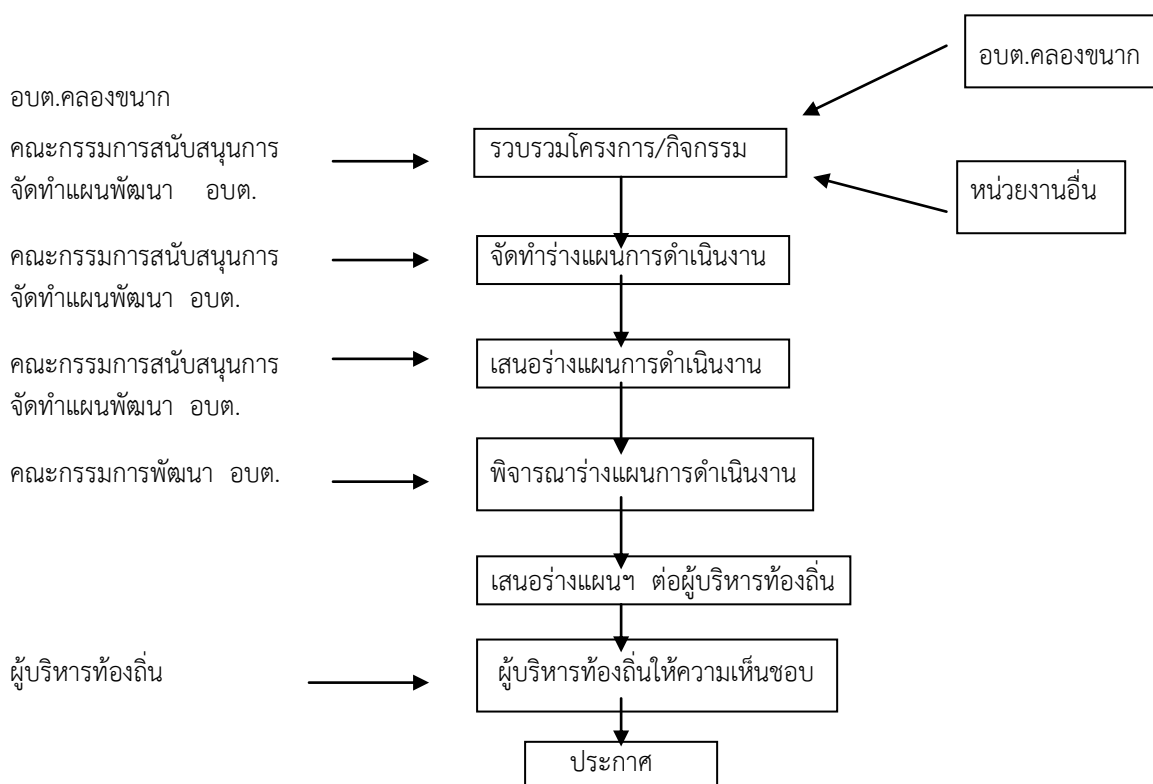 อบต.คลองขนาก
อบต.คลองขนาก
คณะกรรมการสนับสนุนการ
จัดทำแผนพัฒนา อบต.
รวบรวมโครงการ/กิจกรรม
หน่วยงานอื่น
คณะกรรมการสนับสนุนการ
จัดทำแผนพัฒนา อบต.
จัดทำร่างแผนการดำเนินงาน
คณะกรรมการสนับสนุนการ
จัดทำแผนพัฒนา อบต.
เสนอร่างแผนการดำเนินงาน
คณะกรรมการพัฒนา อบต.
พิจารณาร่างแผนการดำเนินงาน
เสนอร่างแผนฯ ต่อผู้บริหารท้องถิ่น
ผู้บริหารท้องถิ่น
ผู้บริหารท้องถิ่นให้ความเห็นชอบ
ประกาศ